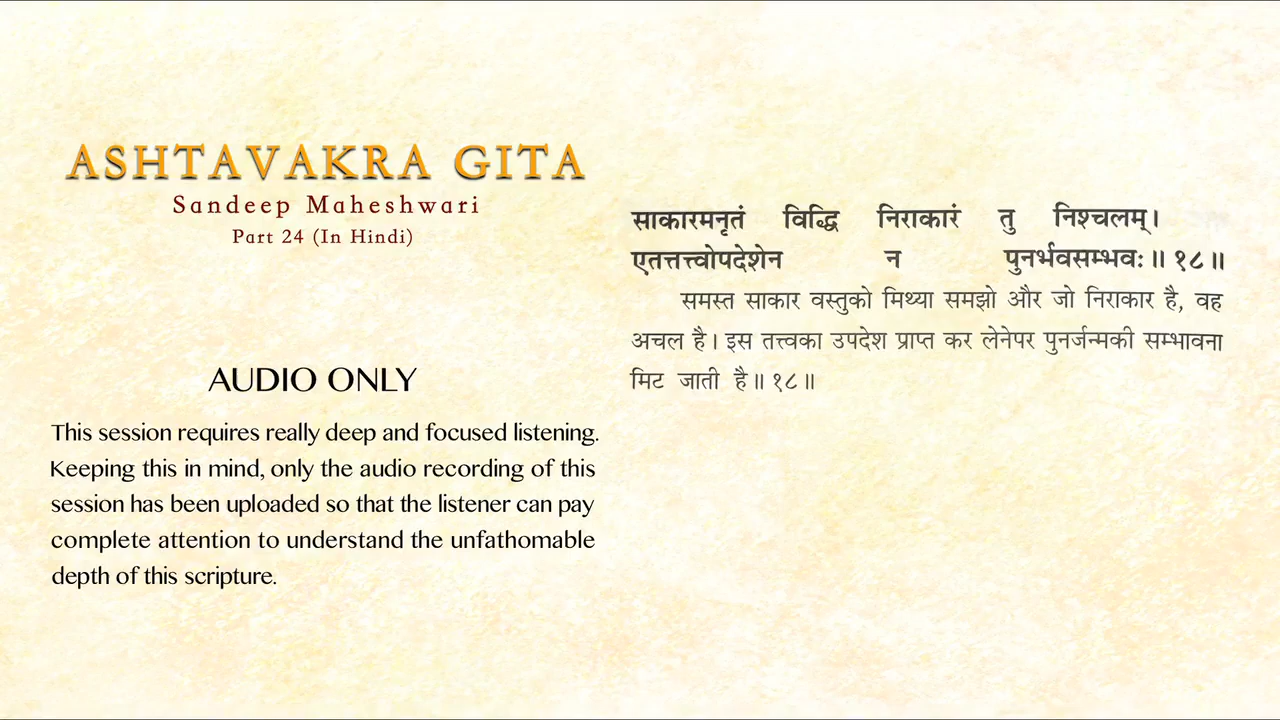 ASHTAVAKRA GITA
Sandeep Maheshwari
Part 24 (In Hindi)
AUDIO ONLY
This session requires really deep and focused listening.
Keeping this in mind, only the audio recording of this
session has been uploaded so that the listener can pay
complete attention to understand the unfathomable
depth of this scripture.
साकारमनृतं विद्धि निराकारं तु निश्चलम्।
एतत्तत्त्वोपदेशेन न पुनर्भवसम्भवः॥१८॥
समस्त साकार वस्तुको मिथ्या समझो और जो निराकार है, वह
अचल है। इस तत्त्वका उपदेश प्राप्त कर लेनेपर पुनर्जन्मकी सम्भावना
मिट जाती है॥१८॥